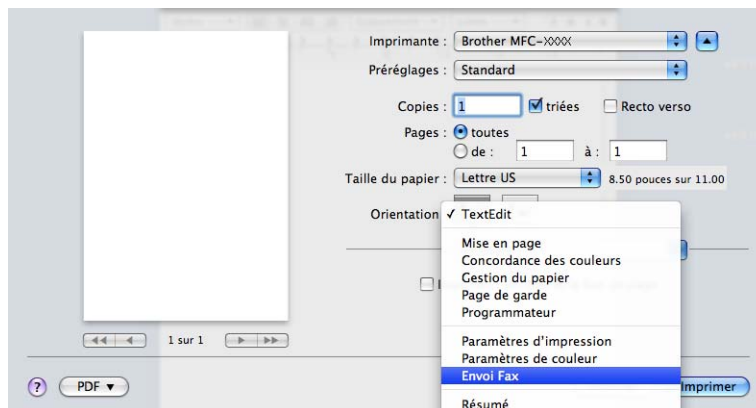 Imprimante : Brother MFC-XXXX
Préréglages : Standard
Copies : 1 triées Recto verso
Pages : toutes
de : 1 à : 1
Taille du papier : Lettre US 8.50 pouces sur 11.00
Orientation ✓ TextEdit
Mise en page
Concordance des couleurs
Gestion du papier
Page de garde
Programmateur
1 sur 1
Paramètres d'impression
Paramètres de couleur
Envoi Fax
? PDF ▼ Imprimer
Résumé